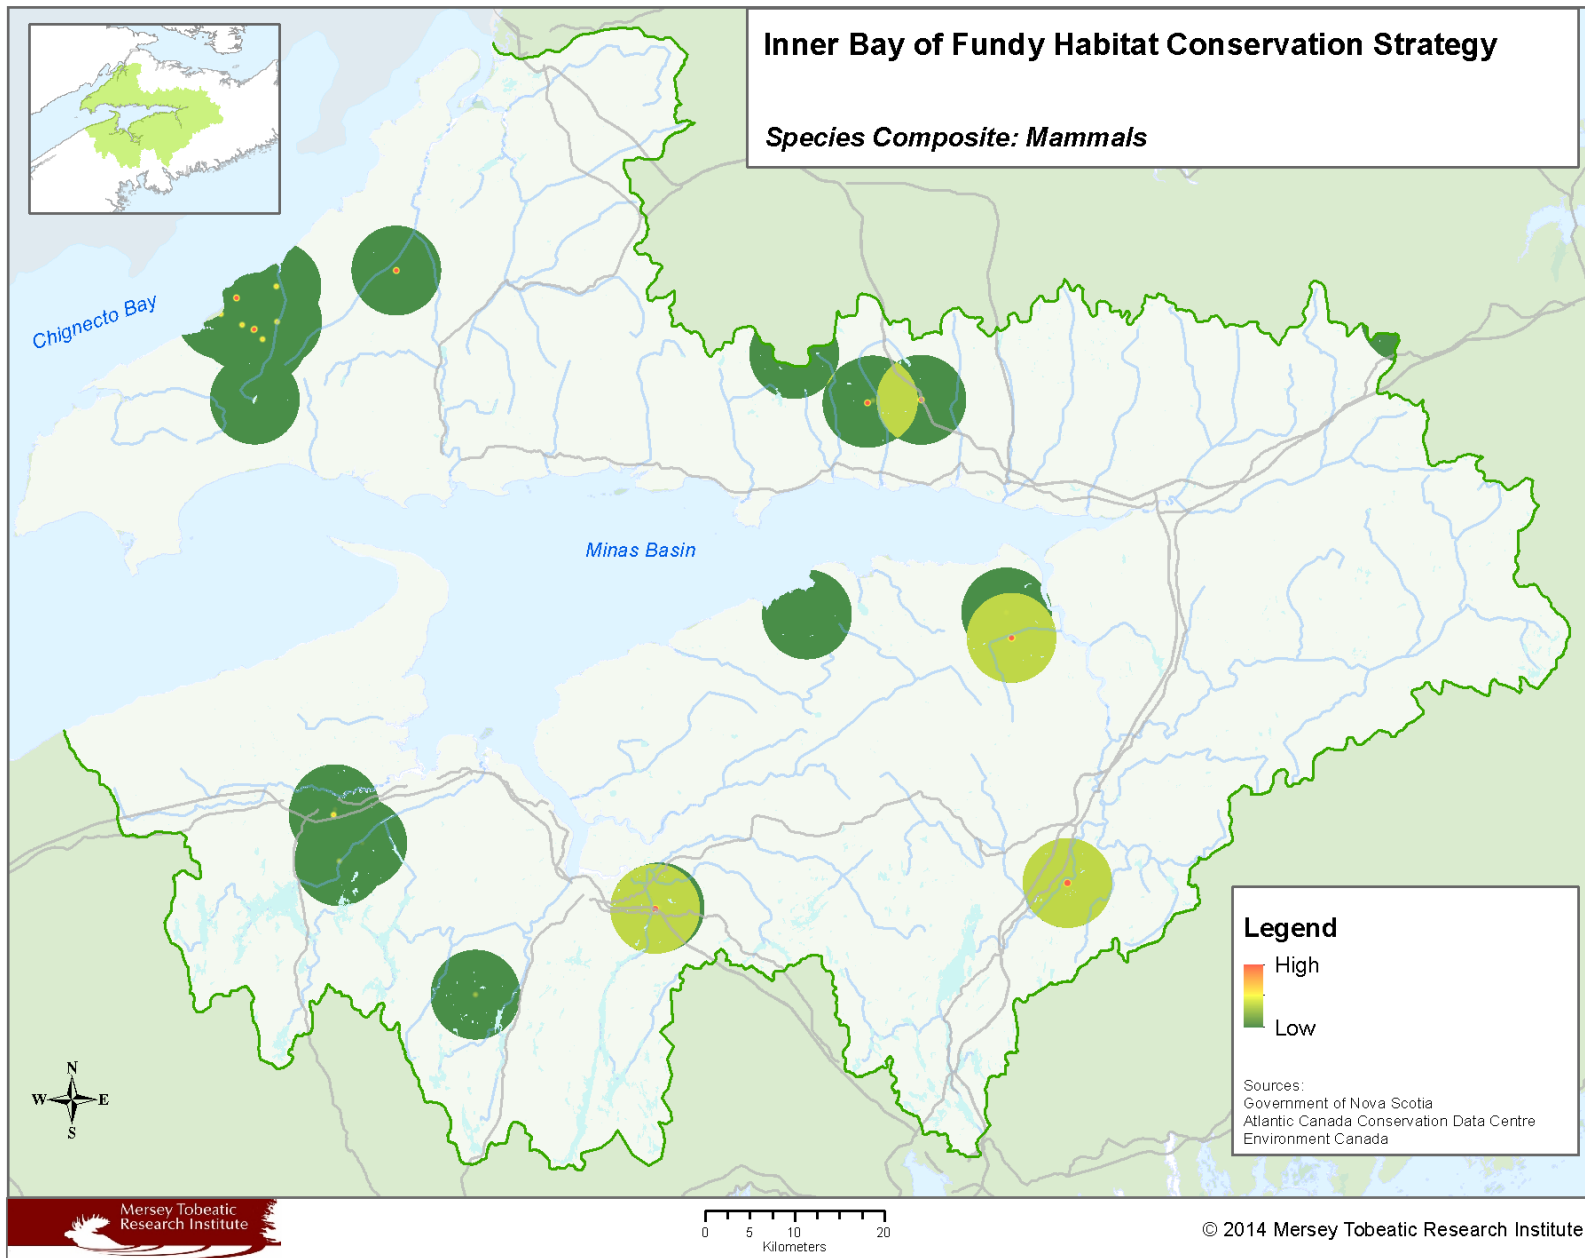 Inner Bay of Fundy Habitat Conservation Strategy
Species Composite: Mammals
Chignecto Bay
Minas Basin
Legend
High
Low
Sources:
Government of Nova Scotia
Atlantic Canada Conservation Data Centre
Environment Canada
N
W E
S
Mersey Tobeatic
Research Institute
0 5 10 20
Kilometers
© 2014 Mersey Tobeatic Research Institute